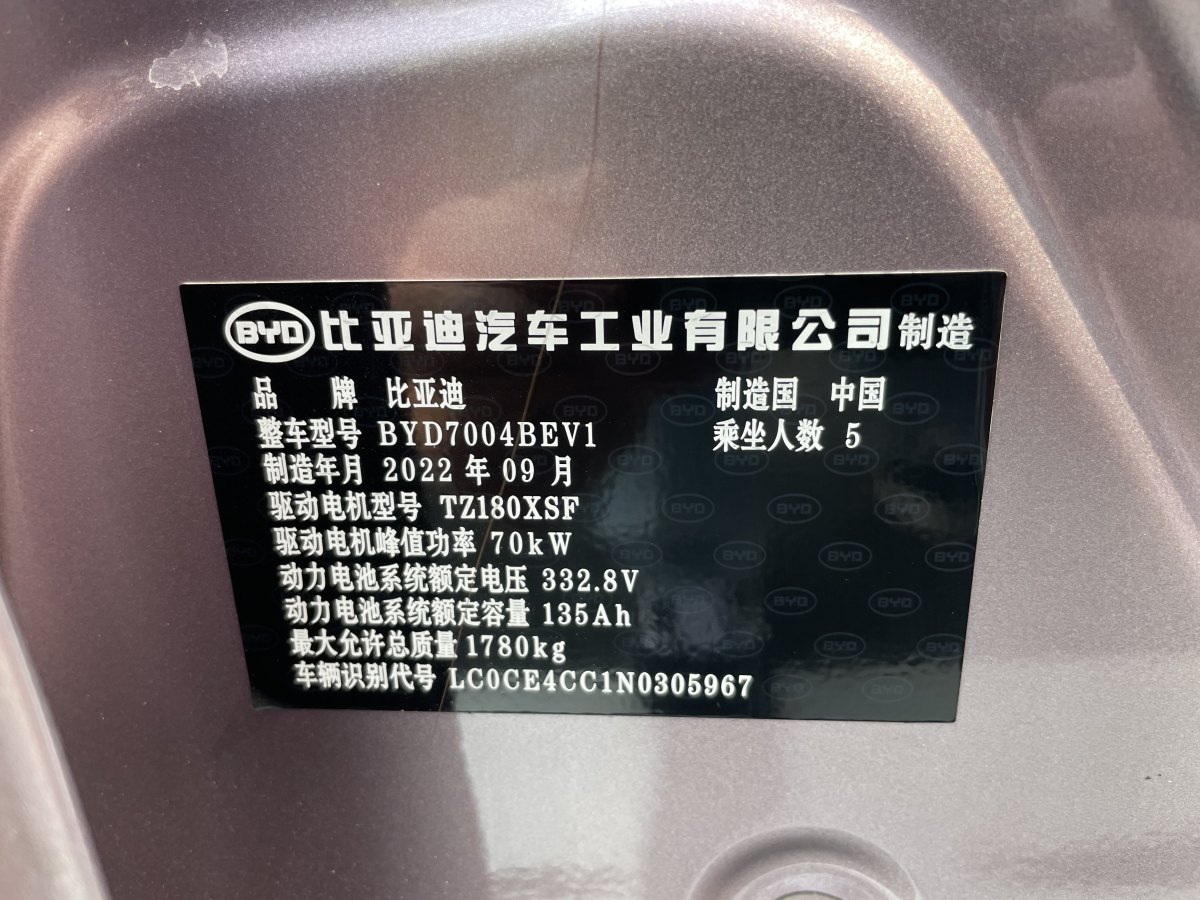 BYD 比亚迪汽车工业有限公司制造
品 牌 比亚迪 制造国 中国
整车型号 BYD7004BEV1 乘坐人数 5
制造年月 2022 年 09 月
驱动电机型号 TZ180XSF
驱动电机峰值功率 70kW
动力电池系统额定电压 332.8V
动力电池系统额定容量 135Ah
最大允许总质量 1780kg
车辆识别代号 LC0CE4CC1N0305967